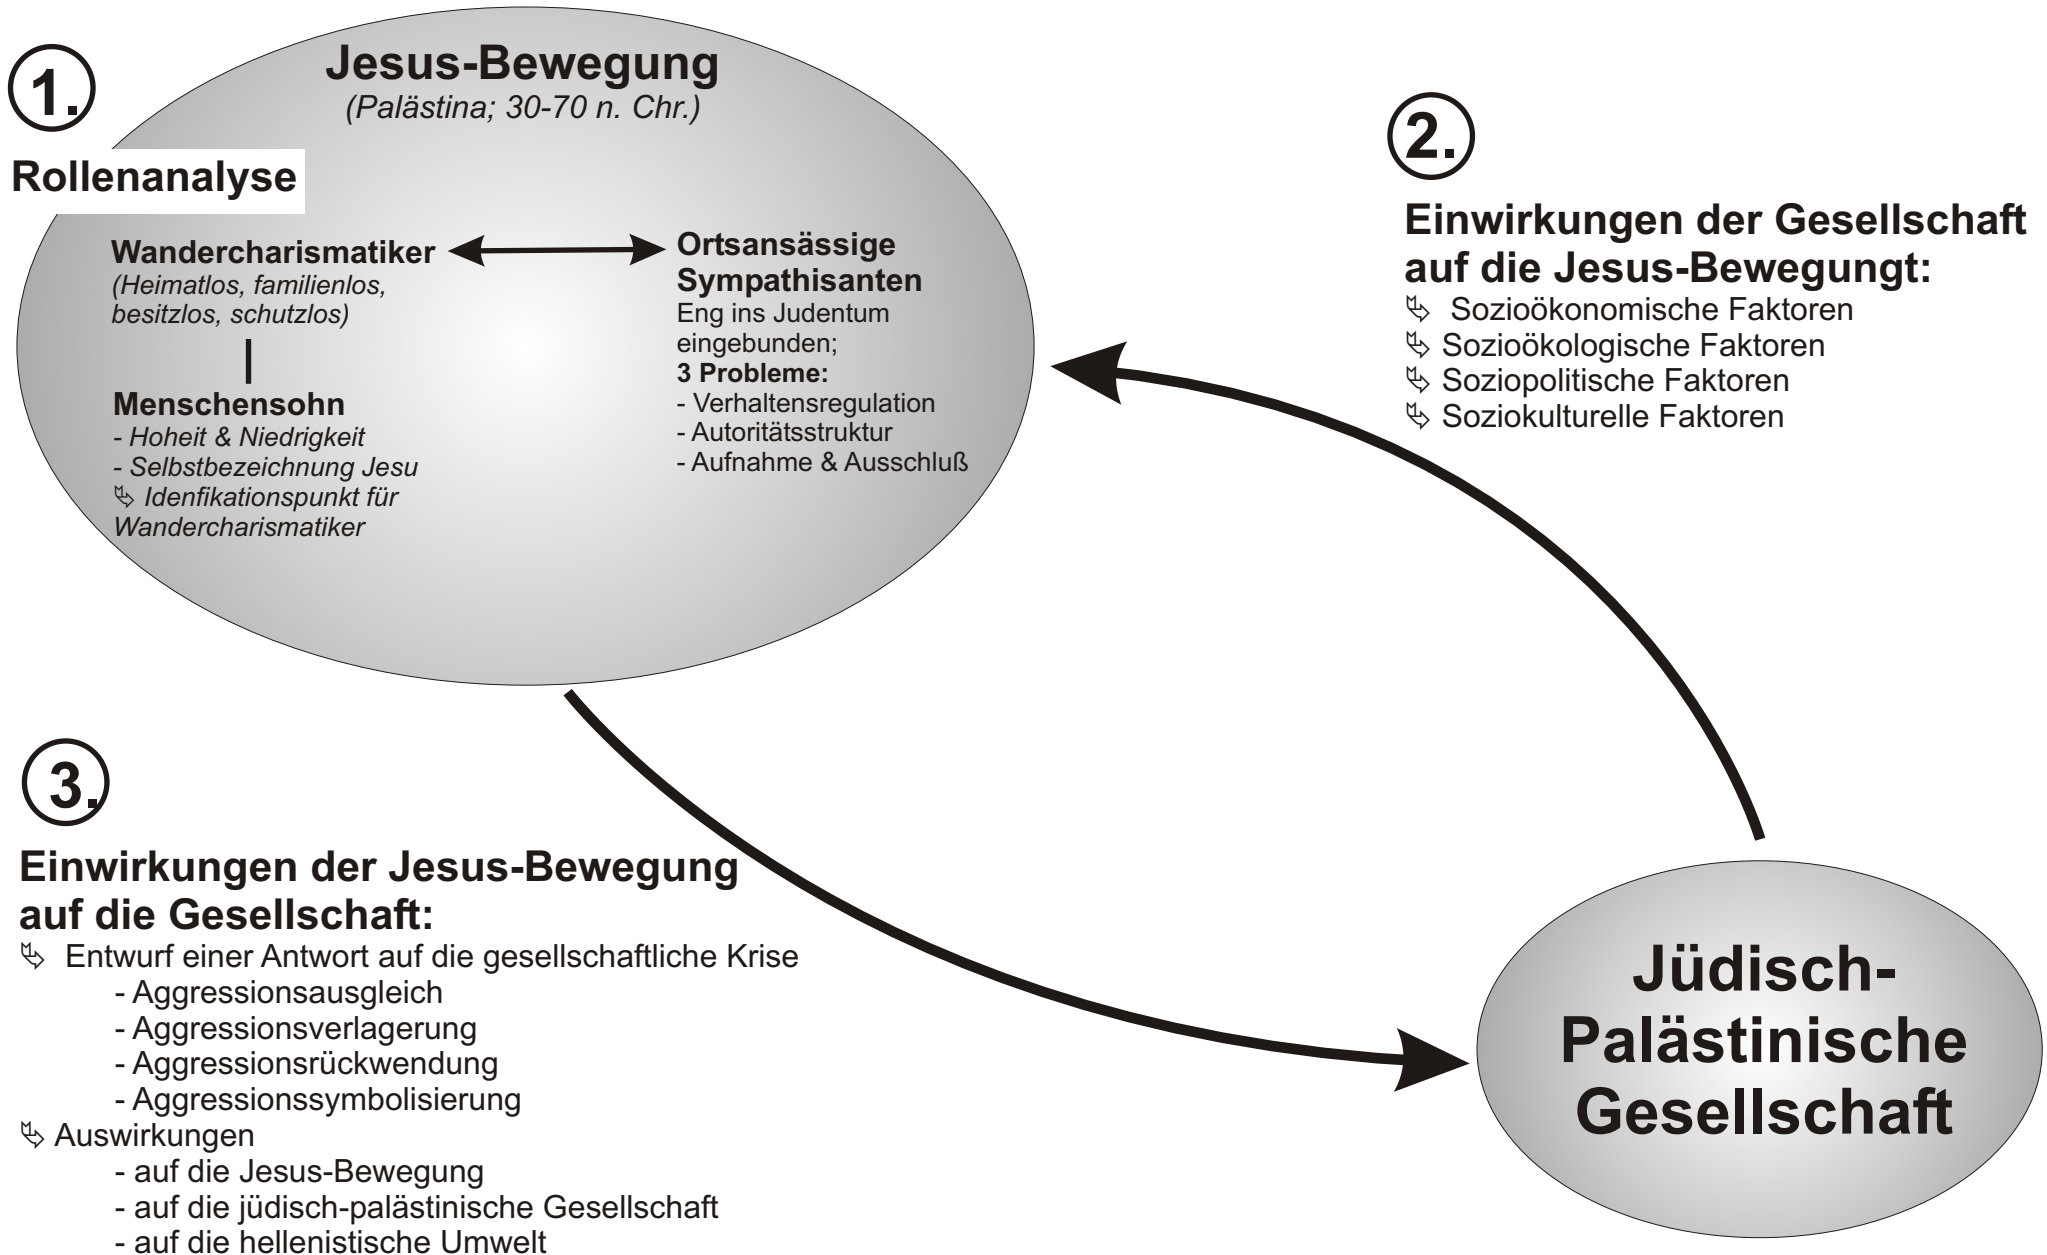 1.
Jesus-Bewegung
(Palästina; 30-70 n. Chr.)
Rollenanalyse
Wandercharismatiker
(Heimatlos, familienlos,
besitzlos, schutzlos)
Menschensohn
- Hoheit & Niedrigkeit
- Selbstbezeichnung Jesu
Idenfikationspunkt für
Wandercharismatiker
Ortsansässige
Sympathisanten
Eng ins Judentum
eingebunden;
3 Probleme:
- Verhaltensregulation
- Autoritätsstruktur
- Aufnahme & Ausschluß
2.
Einwirkungen der Gesellschaft
auf die Jesus-Bewegungt:
Sozioökonomische Faktoren
Sozioökologische Faktoren
Soziopolitische Faktoren
Soziokulturelle Faktoren
3.
Einwirkungen der Jesus-Bewegung
auf die Gesellschaft:
Entwurf einer Antwort auf die gesellschaftliche Krise
- Aggressionsausgleich
- Aggressionsverlagerung
- Aggressionsrückwendung
- Aggressionssymbolisierung
Auswirkungen
- auf die Jesus-Bewegung
- auf die jüdisch-palästinische Gesellschaft
- auf die hellenistische Umwelt
Jüdisch-
Palästinische
Gesellschaft